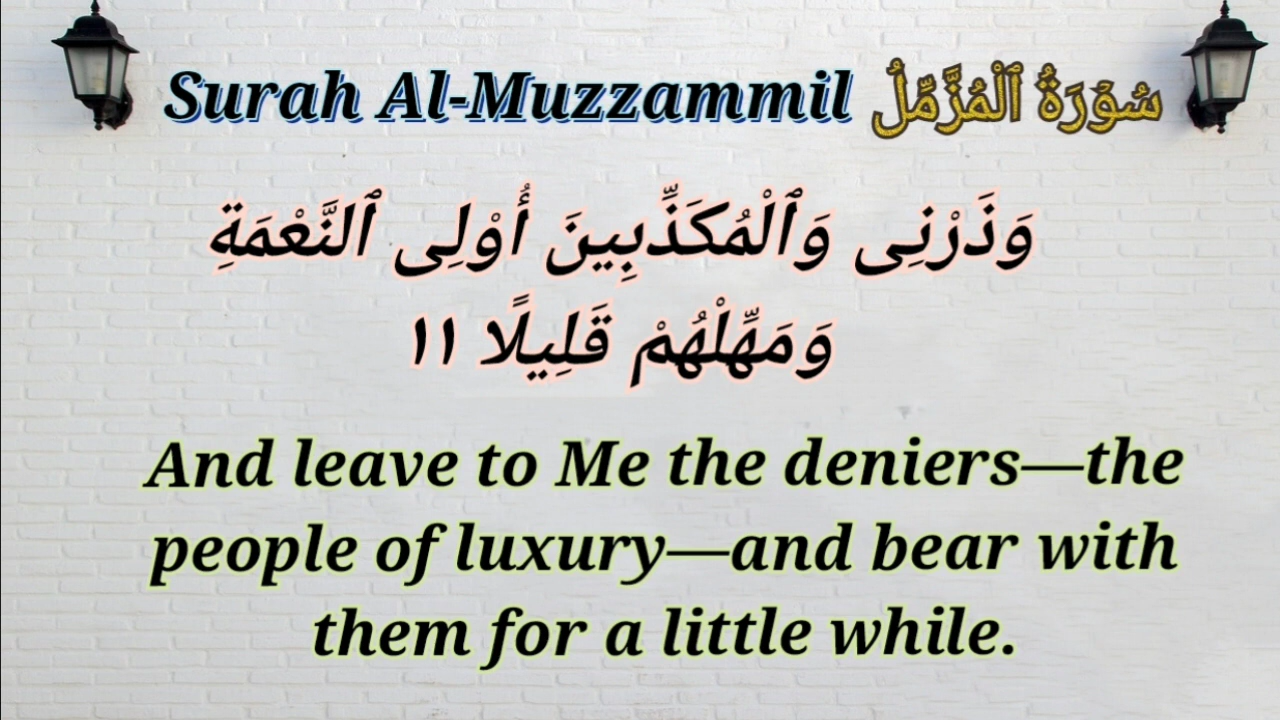 Surah Al-Muzzammil سُوۡرَةُ ٱلۡمُزَّمِّلُ
وَذَرْنِى وَٱلْمُكَذِّبِينَ أُو۟لِى ٱلنَّعْمَةِ
وَمَهِّلْهُمْ قَلِيلًا ١١
And leave to Me the deniers—the
people of luxury—and bear with
them for a little while.